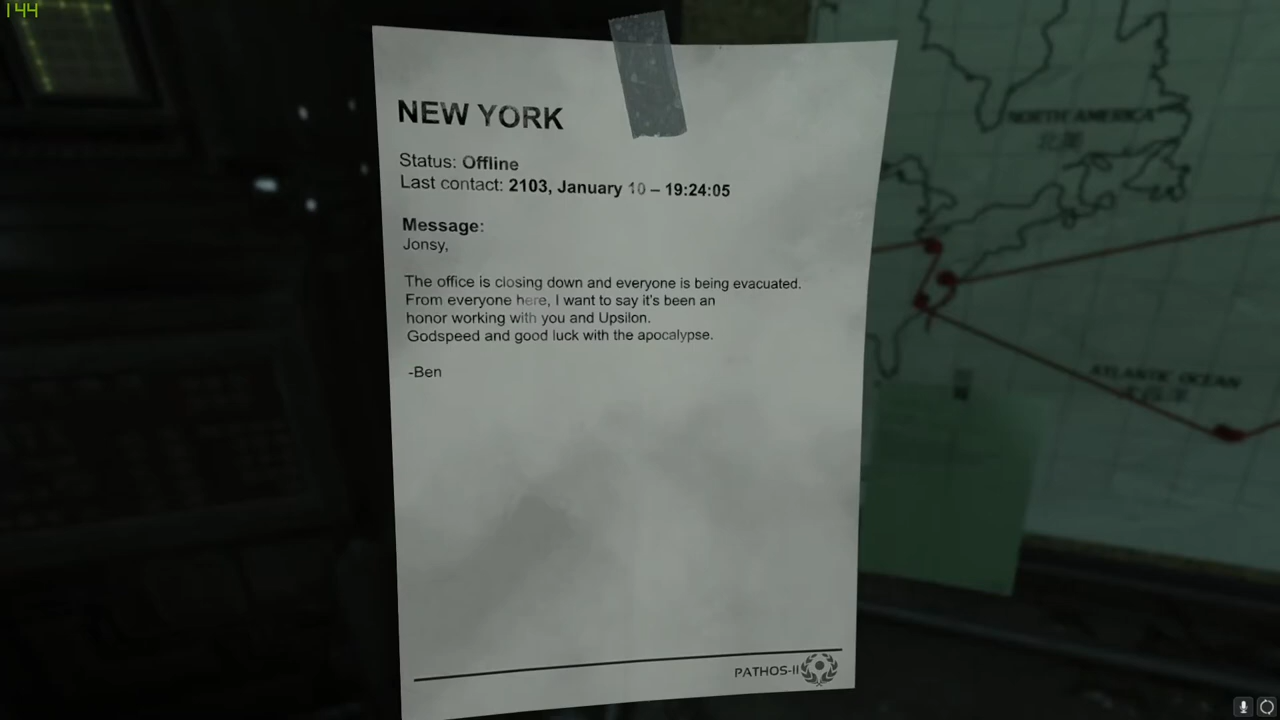 144
NEW YORK
Status: Offline
Last contact: 2103, January 10 – 19:24:05
Message:
Jonsy,
The office is closing down and everyone is being evacuated.
From everyone here, I want to say it's been an
honor working with you and Upsilon.
Godspeed and good luck with the apocalypse.
-Ben
PATHOS-II
NORTH AMERICA
北美
ATLANTIC OCEAN